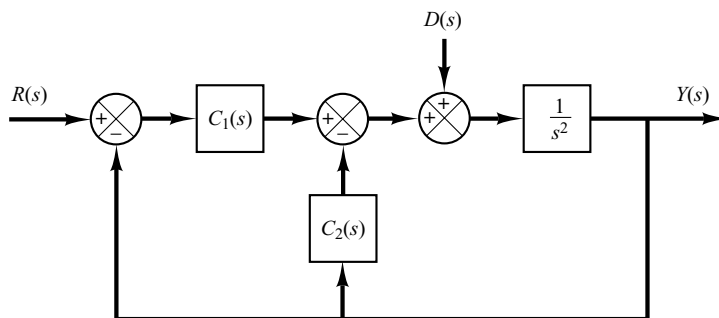 D(s)
R(s)
+
−
C₁(s)
+
−
+
+
1
s²
Y(s)
C₂(s)